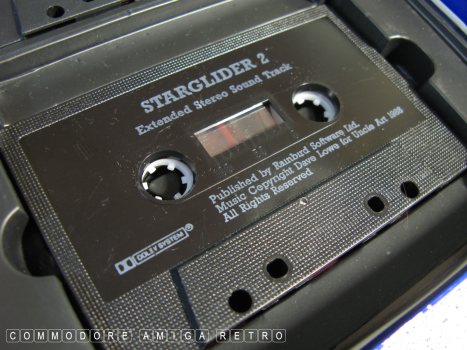 STARGLIDER 2
Extended Stereo Sound Track
Published by Rainbird Software Ltd.
Music Copyright Dave Lowe for Uncle Art 1988
All Rights Reserved
DOLBY SYSTEM ®
COMMODORE AMIGA RETRO